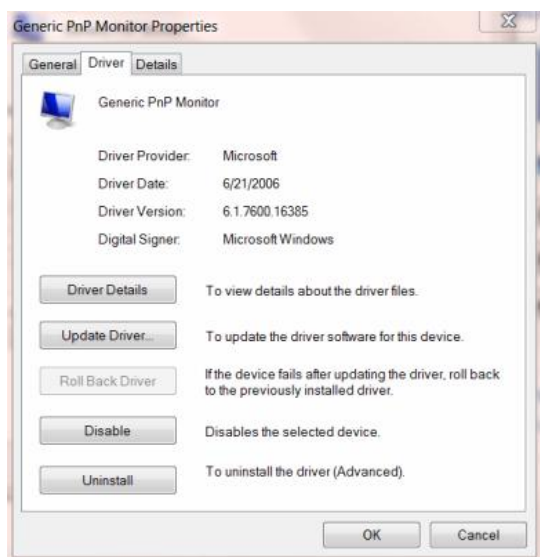 Generic PnP Monitor Properties
General Driver Details
Generic PnP Monitor
Driver Provider: Microsoft
Driver Date: 6/21/2006
Driver Version: 6.1.7600.16385
Digital Signer: Microsoft Windows
Driver Details To view details about the driver files.
Update Driver... To update the driver software for this device.
Roll Back Driver If the device fails after updating the driver, roll back
to the previously installed driver.
Disable Disables the selected device.
Uninstall To uninstall the driver (Advanced).
OK Cancel